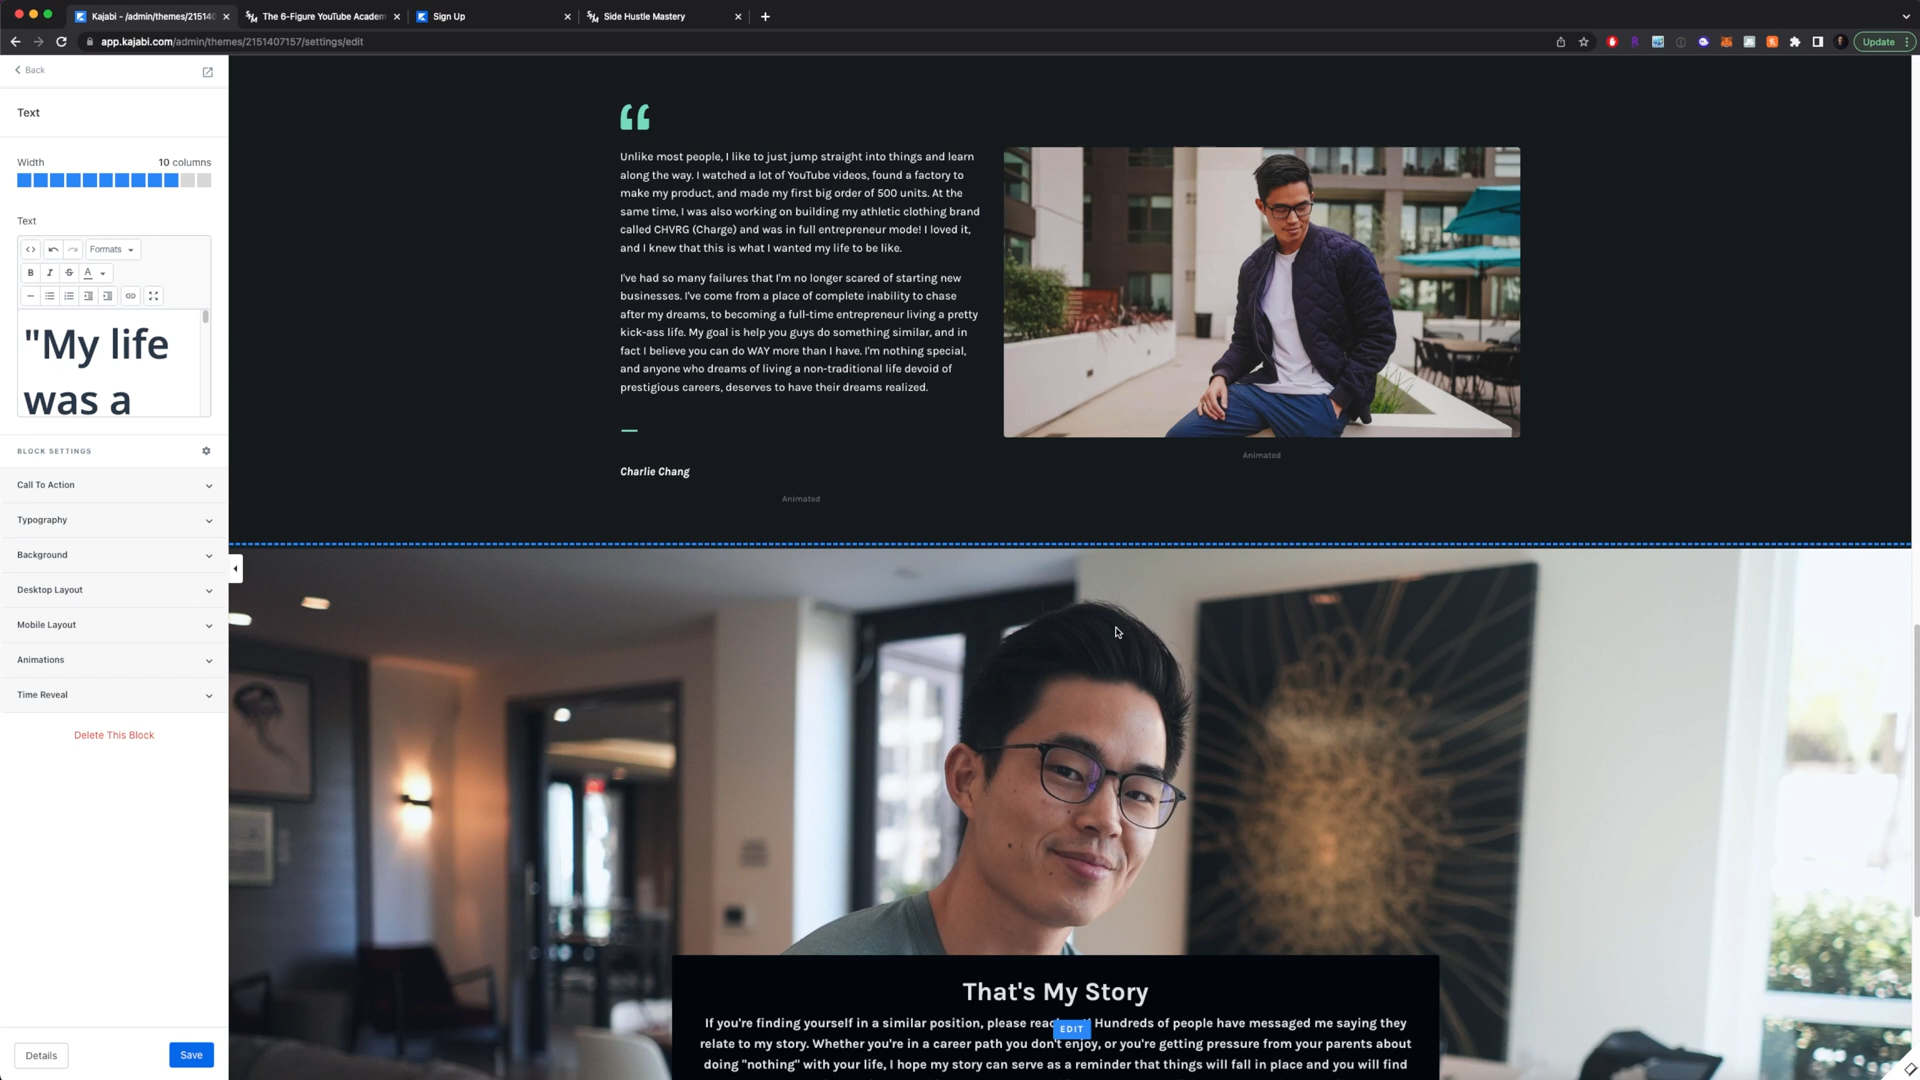 Kajabi - /admin/themes/21514
The 6-Figure YouTube Academ
Sign Up
Side Hustle Mastery
app.kajabi.com/admin/themes/2151407157/settings/edit
Update
Back
Text
Width
10 columns
Text
Formats
B I S A
"My life
was a
BLOCK SETTINGS
Call To Action
Typography
Background
Desktop Layout
Mobile Layout
Animations
Time Reveal
Delete This Block
Details
Save
“
Unlike most people, I like to just jump straight into things and learn
along the way. I watched a lot of YouTube videos, found a factory to
make my product, and made my first big order of 500 units. At the
same time, I was also working on building my athletic clothing brand
called CHVRG (Charge) and was in full entrepreneur mode! I loved it,
and I knew that this is what I wanted my life to be like.
I've had so many failures that I'm no longer scared of starting new
businesses. I've come from a place of complete inability to chase
after my dreams, to becoming a full-time entrepreneur living a pretty
kick-ass life. My goal is help you guys do something similar, and in
fact I believe you can do WAY more than I have. I'm nothing special,
and anyone who dreams of living a non-traditional life devoid of
prestigious careers, deserves to have their dreams realized.
—
Charlie Chang
Animated
Animated
That's My Story
If you're finding yourself in a similar position, please Hundreds of people have messaged me saying they
EDIT
relate to my story. Whether you're in a career path you don't enjoy, or you're getting pressure from your parents about
doing "nothing" with your life, I hope my story can serve as a reminder that things will fall in place and you will find